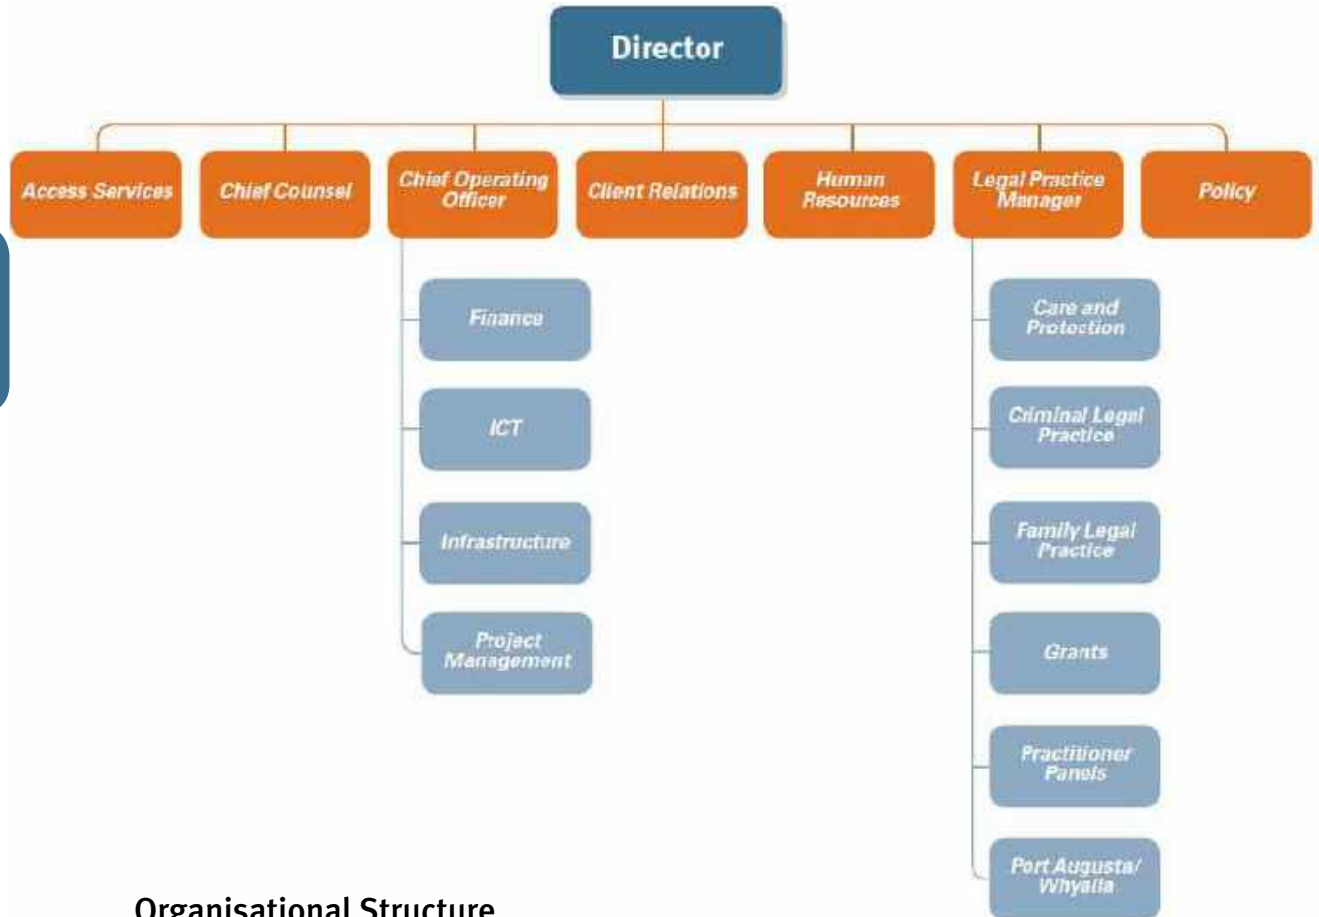 Director
Access Services
Chief Counsel
Chief Operating
Officer
Client Relations
Human
Resources
Legal Practice
Manager
Policy
Finance
ICT
Infrastructure
Project
Management
Care and
Protection
Criminal Legal
Practice
Family Legal
Practice
Grants
Practitioner
Panels
Port Augusta/
Whyalla
Organisational Structure